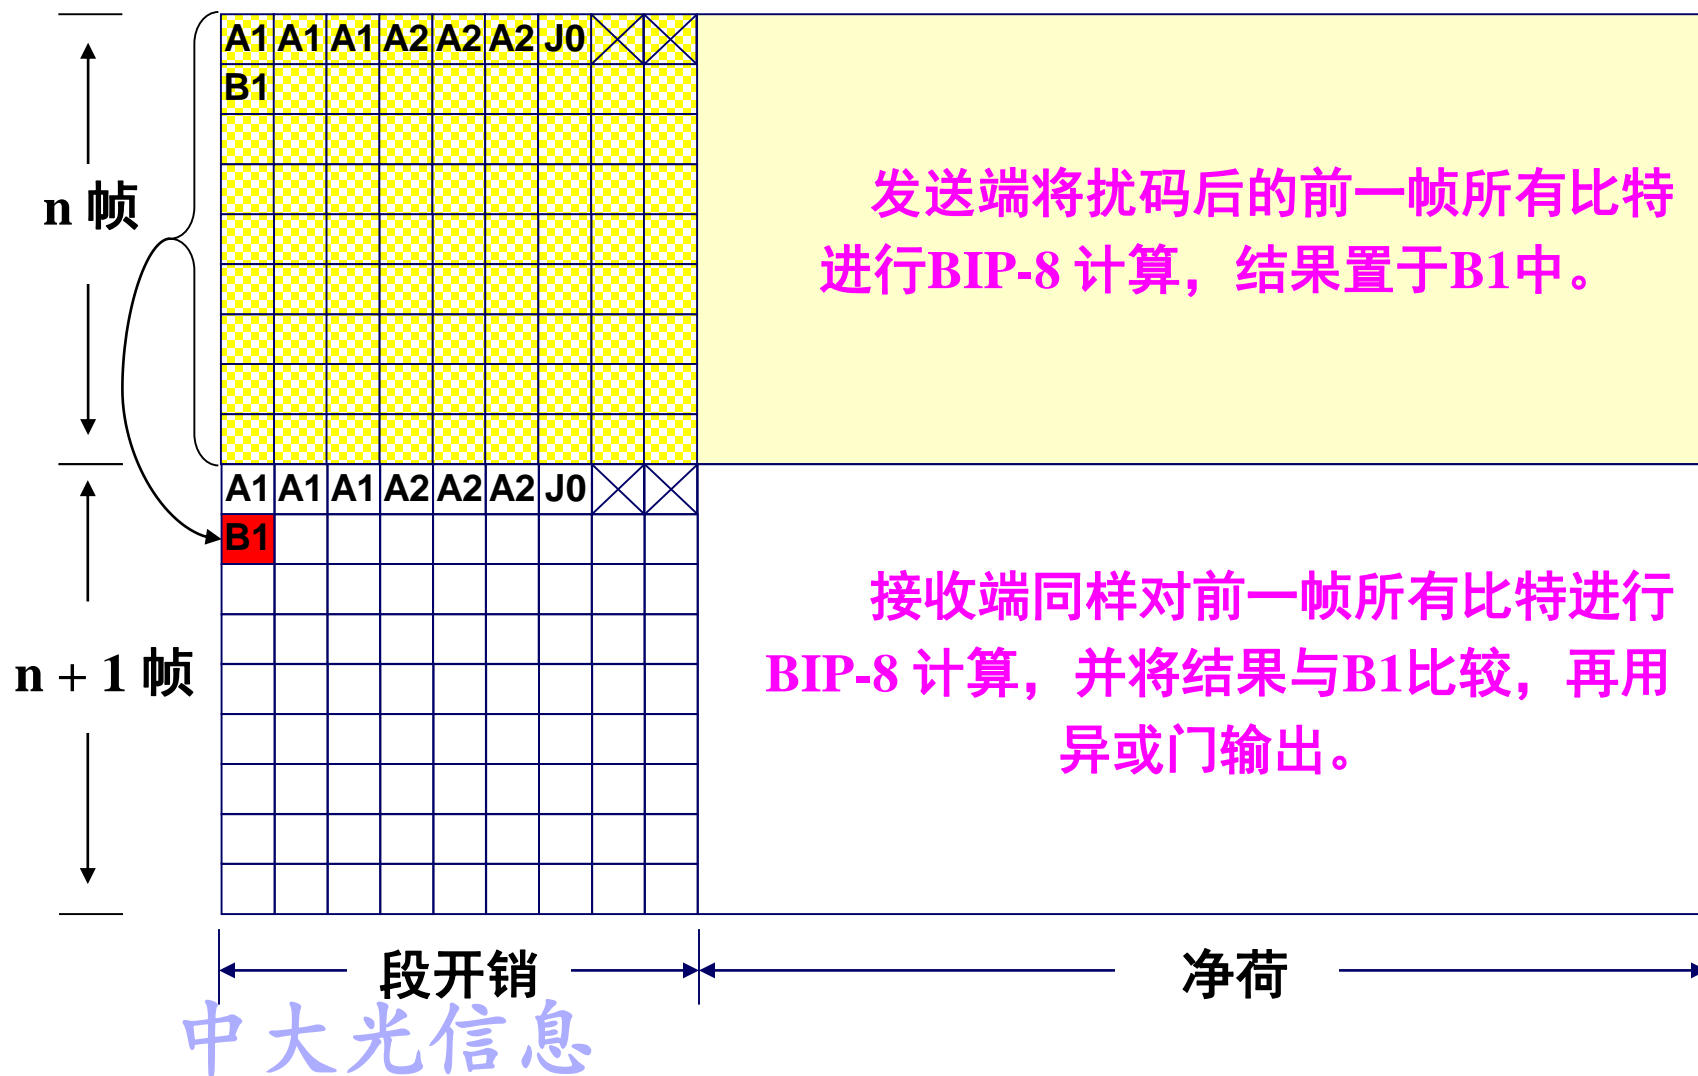 A1 A1 A1 A2 A2 A2 J0
B1
n 帧
发送端将扰码后的前一帧所有比特
进行BIP-8 计算，结果置于B1中。
A1 A1 A1 A2 A2 A2 J0
B1
n + 1 帧
接收端同样对前一帧所有比特进行
BIP-8 计算，并将结果与B1比较，再用
异或门输出。
段开销
净荷
中大光信息